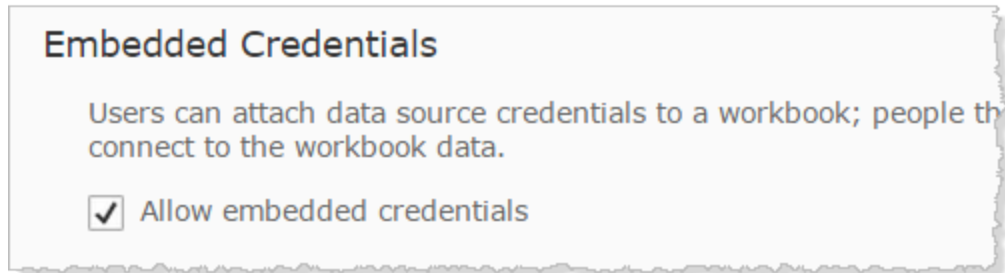 Embedded Credentials
Users can attach data source credentials to a workbook; people
connect to the workbook data.
Allow embedded credentials